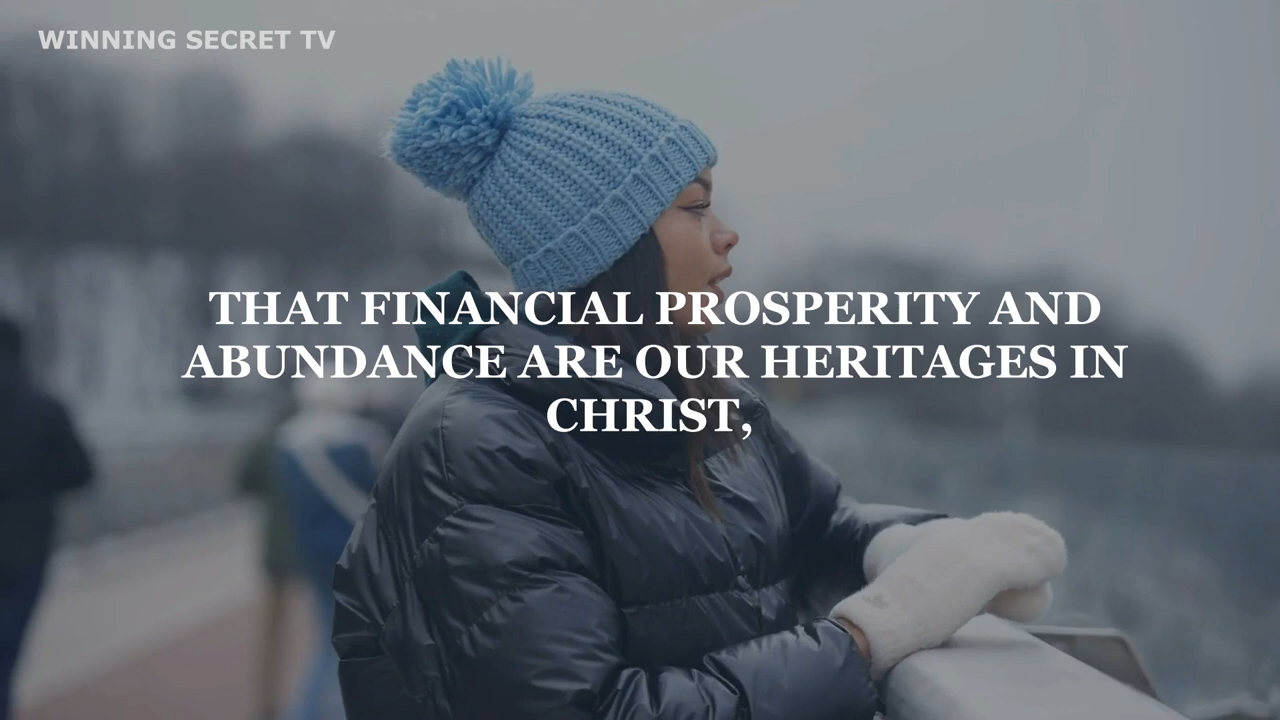 WINNING SECRET TV
THAT FINANCIAL PROSPERITY AND
ABUNDANCE ARE OUR HERITAGES IN
CHRIST,